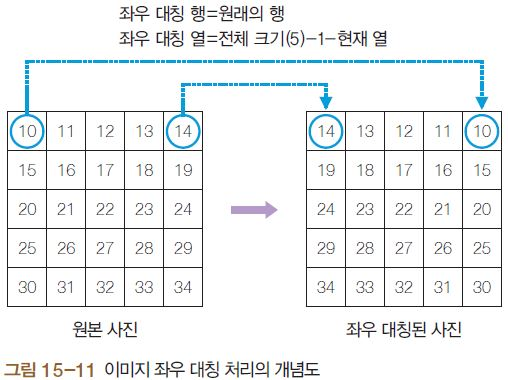 좌우 대칭 행=원래의 행
좌우 대칭 열=전체 크기(5)-1-현재 열
10 11 12 13 14
15 16 17 18 19
20 21 22 23 24
25 26 27 28 29
30 31 32 33 34
원본 사진
14 13 12 11 10
19 18 17 16 15
24 23 22 21 20
29 28 27 26 25
34 33 32 31 30
좌우 대칭된 사진
그림 15-11 이미지 좌우 대칭 처리의 개념도